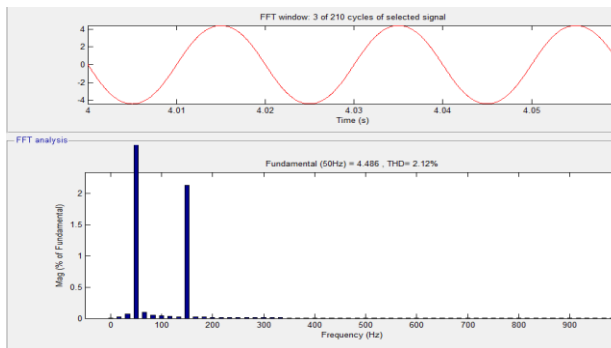 FFT window: 3 of 210 cycles of selected signal
4
2
0
-2
-4
4 4.01 4.02 4.03 4.04 4.05
Time (s)
FFT analysis
Fundamental (50Hz) = 4.486 , THD= 2.12%
Mag (% of Fundamental)
2
1.5
1
0.5
0
0 100 200 300 400 500 600 700 800 900
Frequency (Hz)